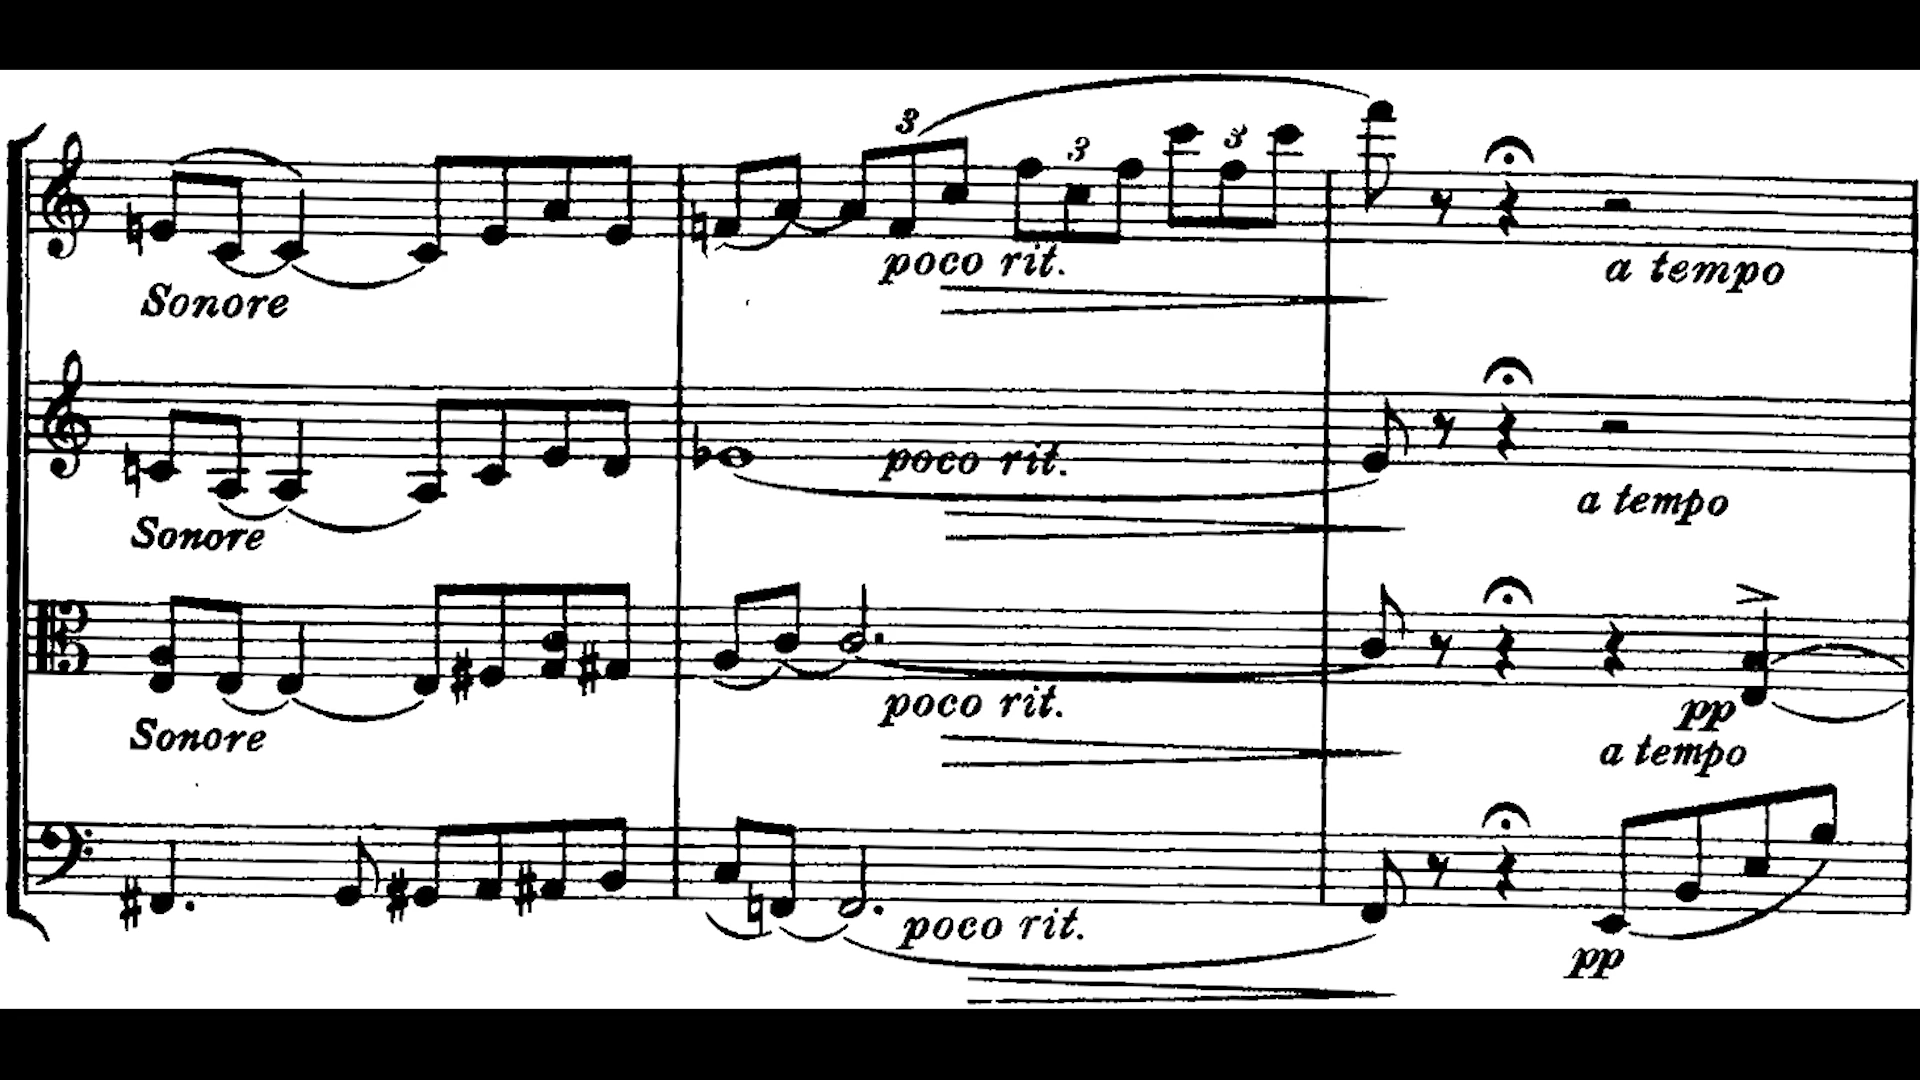 3
3
3
poco rit.
a tempo
Sonore
poco rit.
a tempo
Sonore
poco rit.
pp
a tempo
Sonore
poco rit.
pp